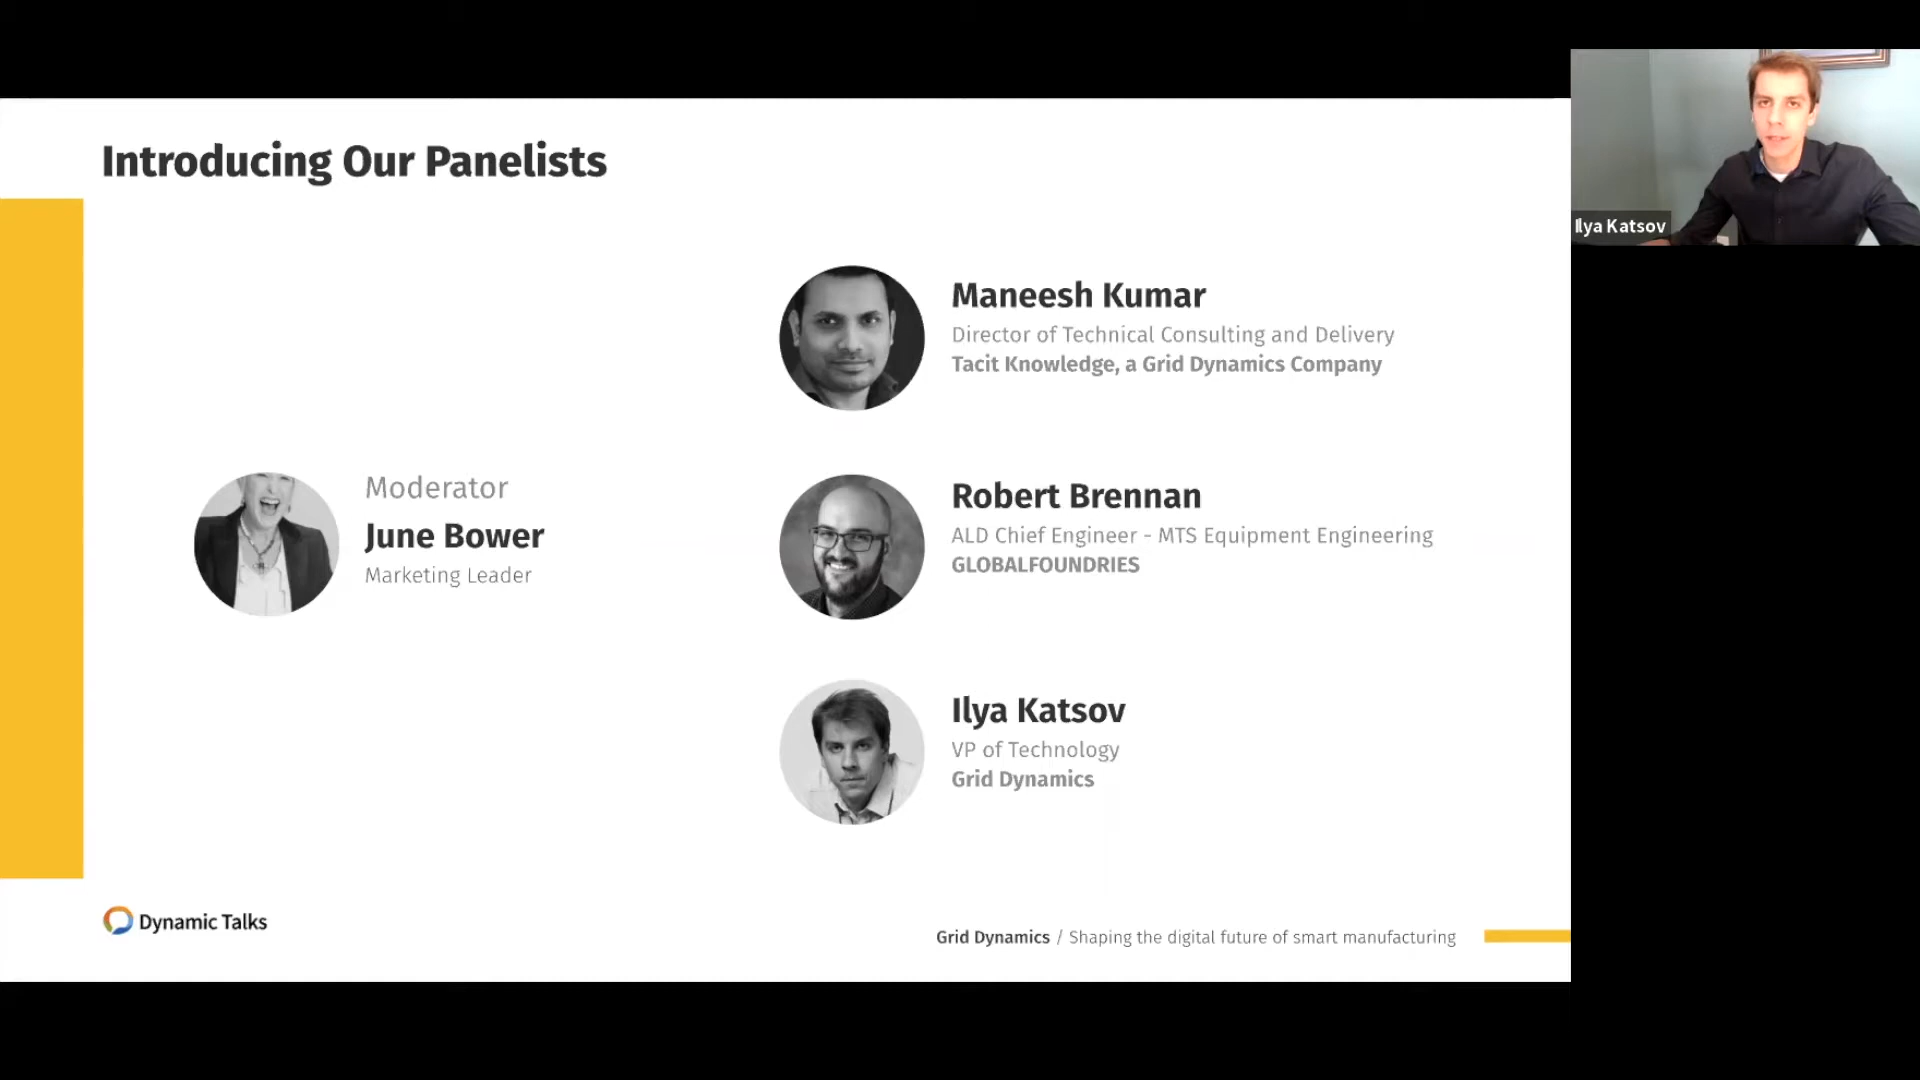 Introducing Our Panelists
Moderator
June Bower
Marketing Leader
Maneesh Kumar
Director of Technical Consulting and Delivery
Tacit Knowledge, a Grid Dynamics Company
Robert Brennan
ALD Chief Engineer - MTS Equipment Engineering
GLOBALFOUNDRIES
Ilya Katsov
VP of Technology
Grid Dynamics
Dynamic Talks
Grid Dynamics / Shaping the digital future of smart manufacturing
Ilya Katsov